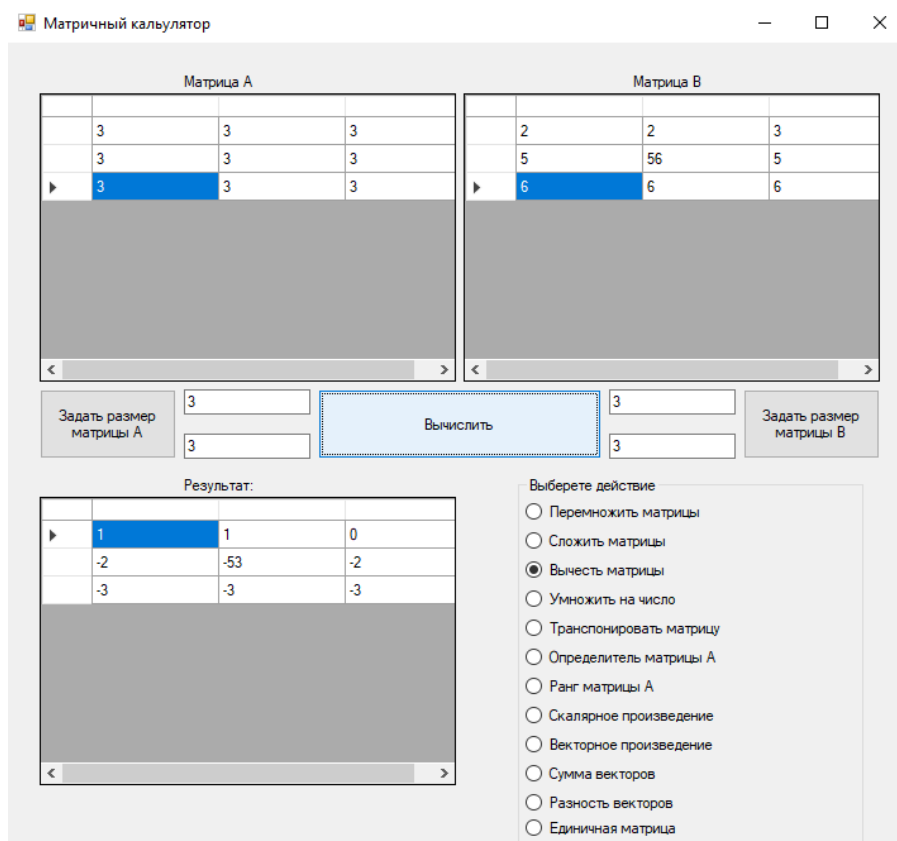 Матричный кальулятор
Матрица A
Матрица B
3 3 3
3 3 3
3 3 3
2 2 3
5 56 5
6 6 6
Задать размер
матрицы A
3
3
Вычислить
3
3
Задать размер
матрицы B
Результат:
1 1 0
-2 -53 -2
-3 -3 -3
Выберете действие
Перемножить матрицы
Сложить матрицы
Вычесть матрицы
Умножить на число
Транспонировать матрицу
Определитель матрицы A
Ранг матрицы A
Скалярное произведение
Векторное произведение
Сумма векторов
Разность векторов
Единичная матрица